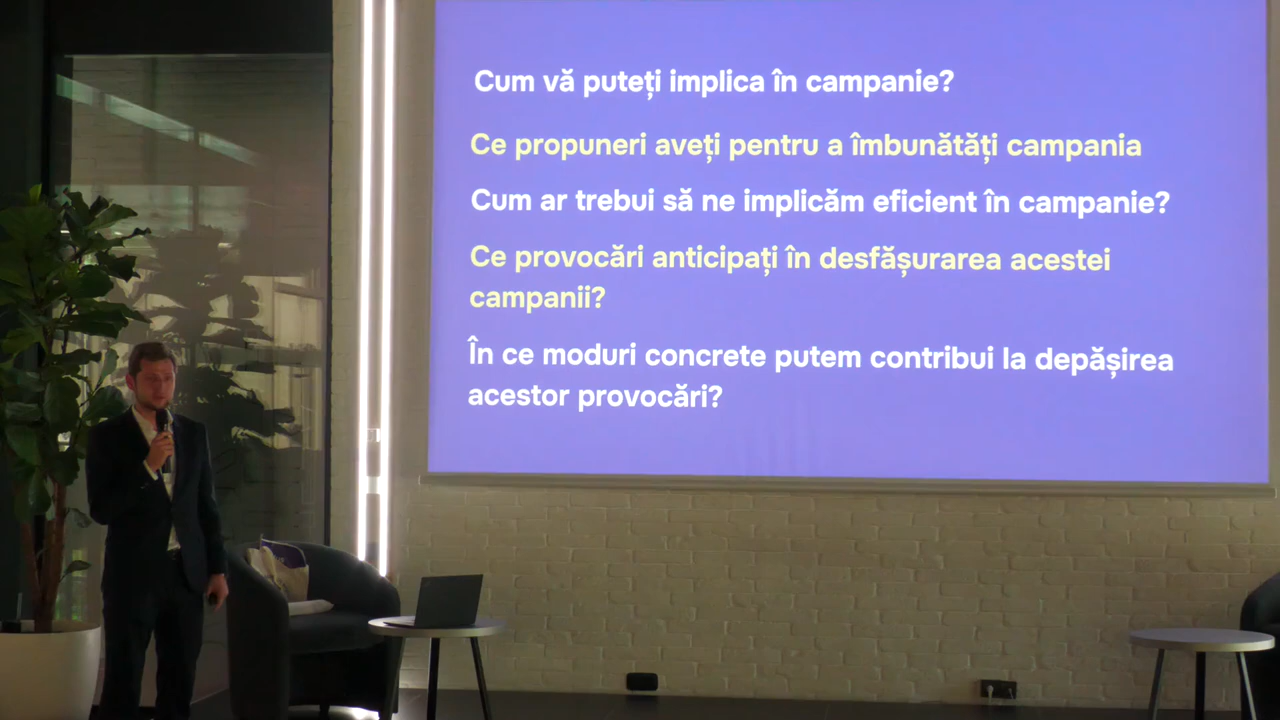 Cum vă puteți implica în campanie?
Ce propuneri aveți pentru a îmbunătăți campania
Cum ar trebui să ne implicăm eficient în campanie?
Ce provocări anticipați în desfășurarea acestei
campanii?
În ce moduri concrete putem contribui la depășirea
acestor provocări?